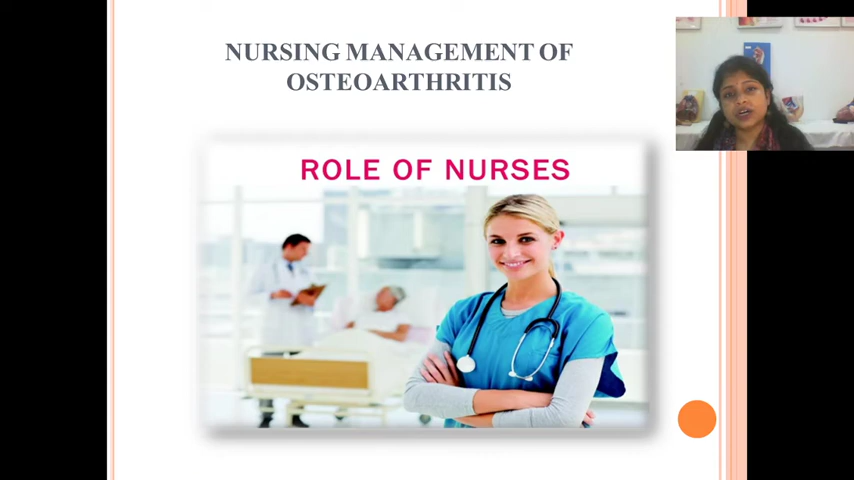 NURSING MANAGEMENT OF
OSTEOARTHRITIS
ROLE OF NURSES